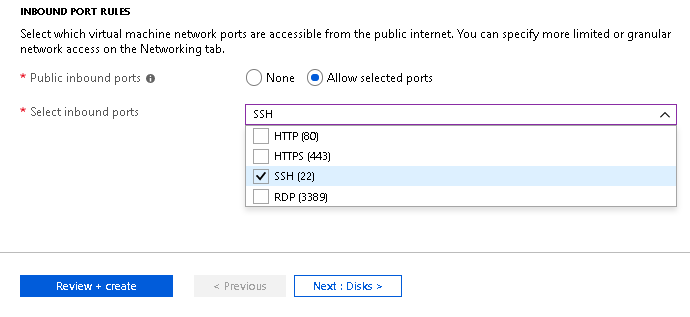 INBOUND PORT RULES
Select which virtual machine network ports are accessible from the public internet. You can specify more limited or granular
network access on the Networking tab.
* Public inbound ports
None
Allow selected ports
* Select inbound ports
SSH
HTTP (80)
HTTPS (443)
SSH (22)
RDP (3389)
Review + create
< Previous
Next : Disks >